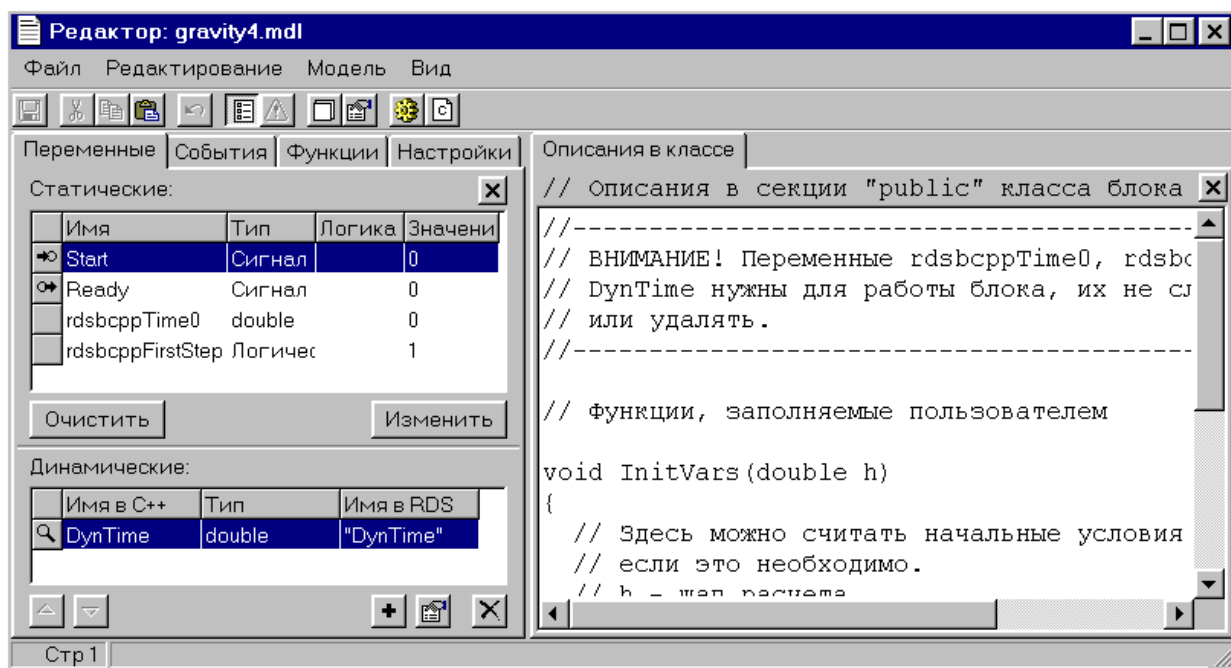 Редактор: gravity4.mdl
Файл Редактирование Модель Вид
Переменные События Функции Настройки
Статические:
Имя Тип Логика Значени
Start Сигнал 0
Ready Сигнал 0
rdsbcppTime0 double 0
rdsbcppFirstStep Логичес 1
Очистить Изменить
Динамические:
Имя в C++ Тип Имя в RDS
DynTime double "DynTime"
Описания в классе
// Описания в секции "public" класса блока
//----------------------------------------
// ВНИМАНИЕ! Переменные rdsbcppTime0, rdsbc
// DynTime нужны для работы блока, их не сл
// или удалять.
//----------------------------------------
// Функции, заполняемые пользователем
void InitVars(double h)
{
// Здесь можно считать начальные условия
// если это необходимо.
// h - шаг расчета
Стр 1